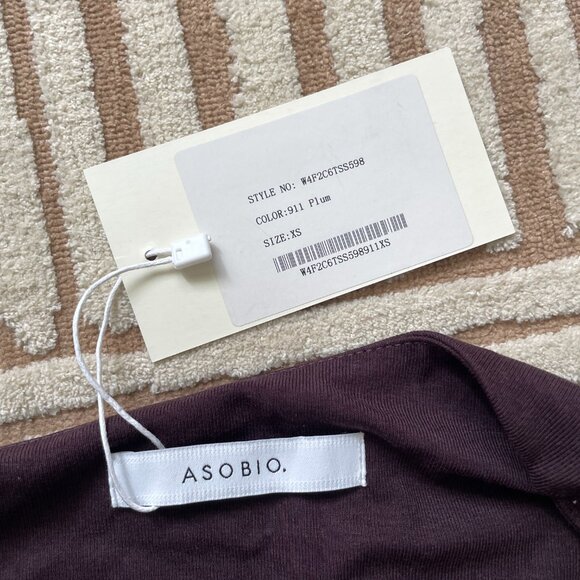 STYLE NO: W4F2C6TSS598
COLOR:911 Plum
SIZE:XS
W4F2C6TSS598911XS
ASOBIO.